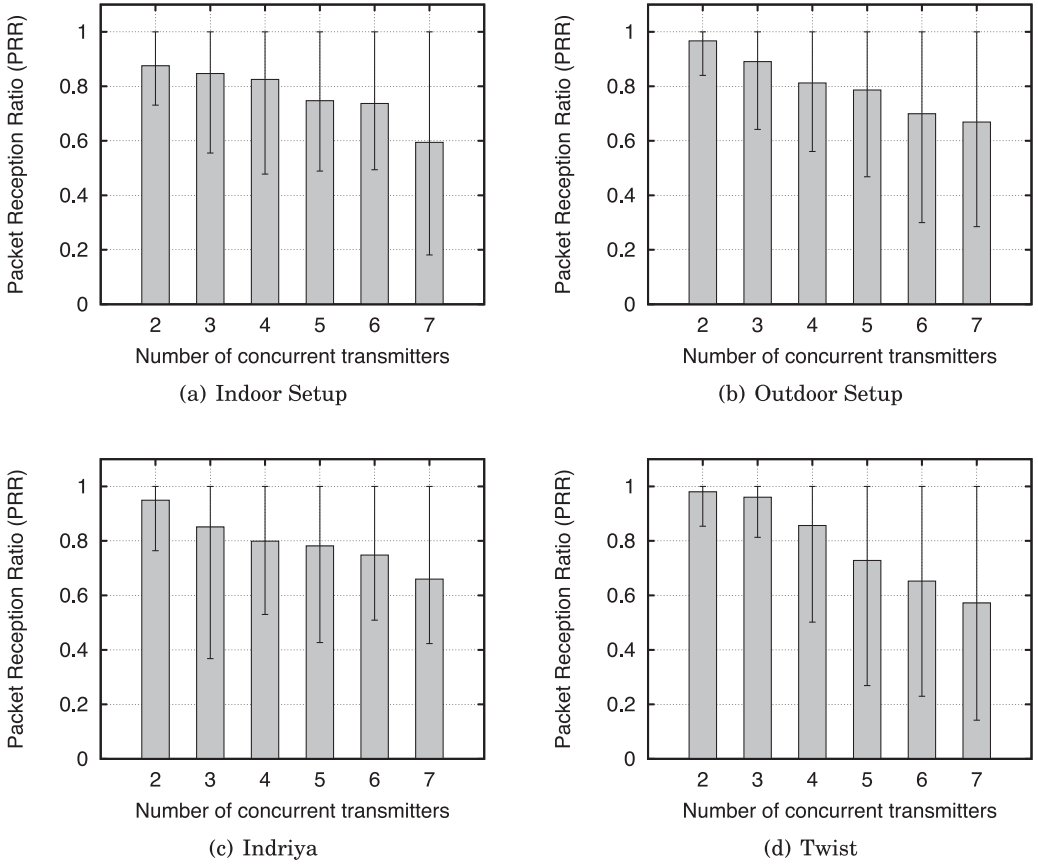 Packet Reception Ratio (PRR)
1
0.8
0.6
0.4
0.2
0
2 3 4 5 6 7
Number of concurrent transmitters
(a) Indoor Setup
Packet Reception Ratio (PRR)
1
0.8
0.6
0.4
0.2
0
2 3 4 5 6 7
Number of concurrent transmitters
(b) Outdoor Setup
Packet Reception Ratio (PRR)
1
0.8
0.6
0.4
0.2
0
2 3 4 5 6 7
Number of concurrent transmitters
(c) Indriya
Packet Reception Ratio (PRR)
1
0.8
0.6
0.4
0.2
0
2 3 4 5 6 7
Number of concurrent transmitters
(d) Twist